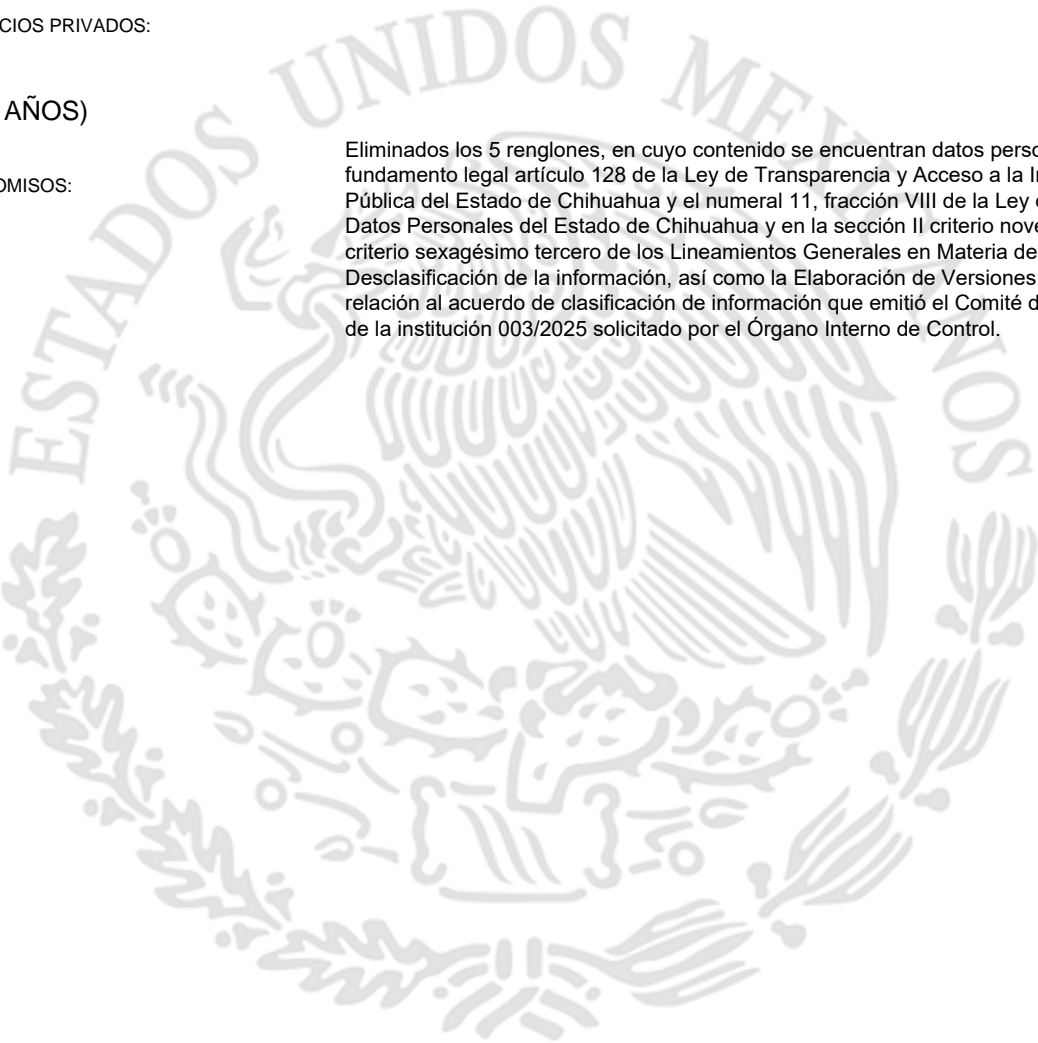 CIOS PRIVADOS:
AÑOS)
OMISOS:
Eliminados los 5 renglones, en cuyo contenido se encuentran datos perso
fundamento legal artículo 128 de la Ley de Transparencia y Acceso a la I
Pública del Estado de Chihuahua y el numeral 11, fracción VIII de la Ley
Datos Personales del Estado de Chihuahua y en la sección II criterio nove
criterio sexagésimo tercero de los Lineamientos Generales en Materia de
Desclasificación de la información, así como la Elaboración de Versiones
relación al acuerdo de clasificación de información que emitió el Comité d
de la institución 003/2025 solicitado por el Órgano Interno de Control.
ESTADOS UNIDOS MEXICANOS